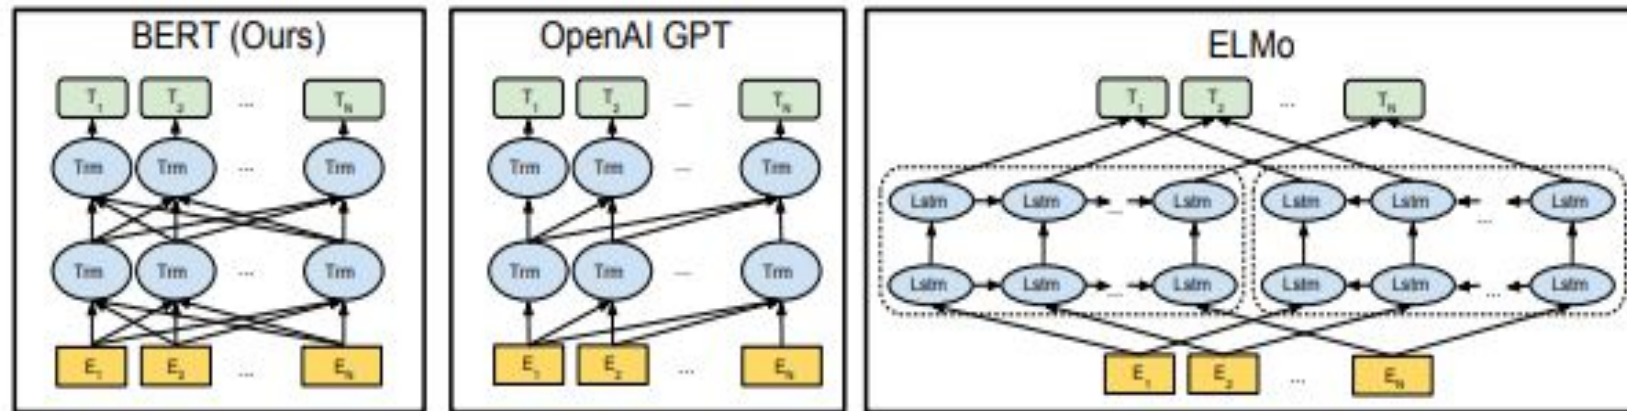 BERT (Ours)
T1 T2 ... TN
Trm Trm ... Trm
Trm Trm ... Trm
E1 E2 ... EN
OpenAI GPT
T1 T2 ... TN
Trm Trm ... Trm
Trm Trm ... Trm
E1 E2 ... EN
ELMo
T1 T2 ... TN
Lstm Lstm ... Lstm Lstm Lstm ... Lstm
Lstm Lstm ... Lstm Lstm Lstm ... Lstm
E1 E2 ... EN